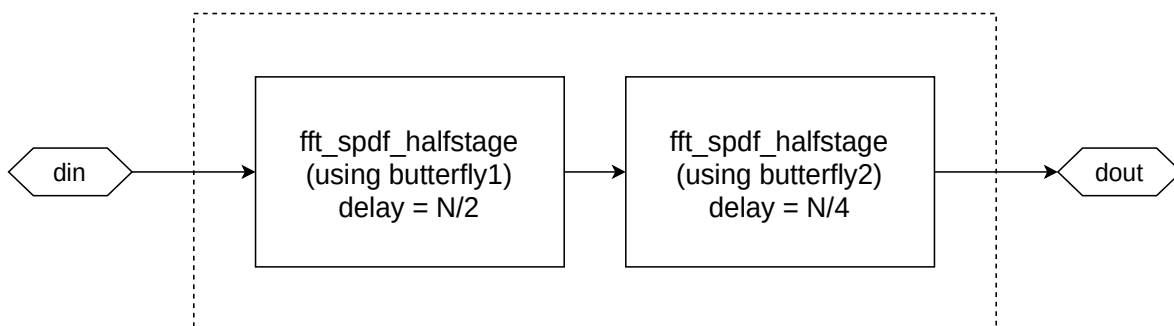 din
fft_spdf_halfstage
(using butterfly1)
delay = N/2
fft_spdf_halfstage
(using butterfly2)
delay = N/4
dout